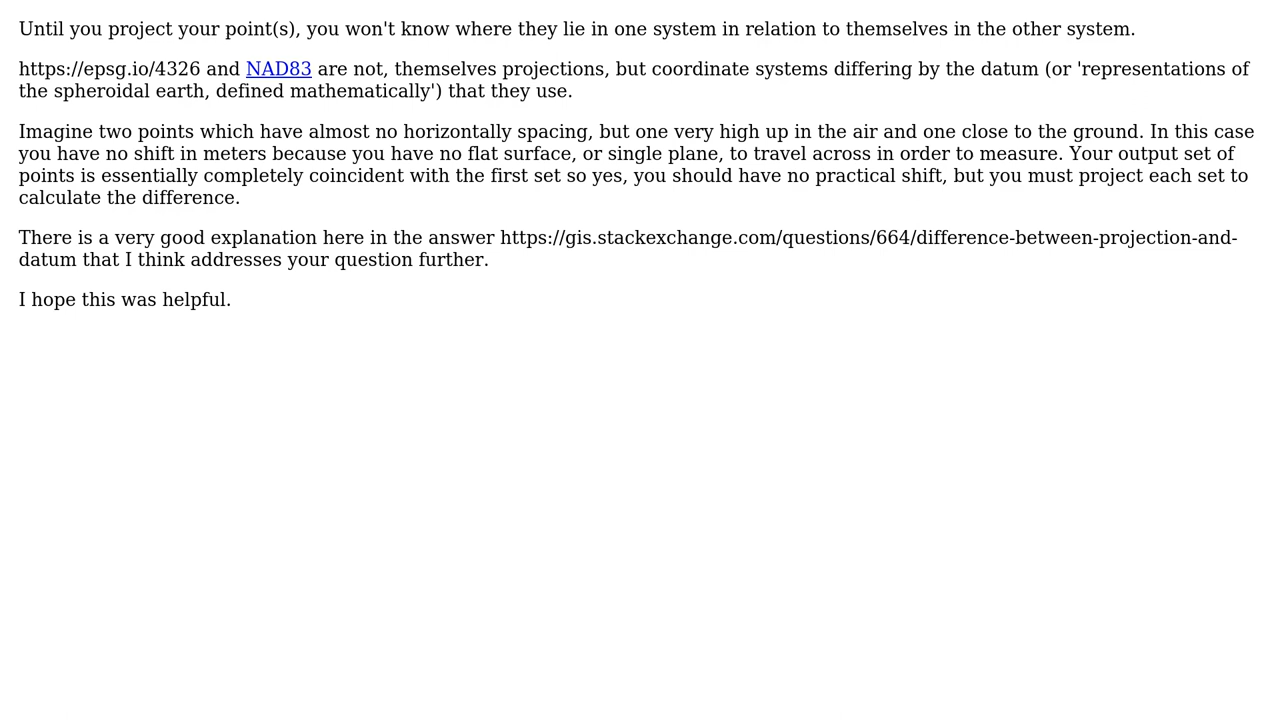 Until you project your point(s), you won't know where they lie in one system in relation to themselves in the other system.
https://epsg.io/4326 and NAD83 are not, themselves projections, but coordinate systems differing by the datum (or 'representations of
the spheroidal earth, defined mathematically') that they use.
Imagine two points which have almost no horizontally spacing, but one very high up in the air and one close to the ground. In this case
you have no shift in meters because you have no flat surface, or single plane, to travel across in order to measure. Your output set of
points is essentially completely coincident with the first set so yes, you should have no practical shift, but you must project each set to
calculate the difference.
There is a very good explanation here in the answer https://gis.stackexchange.com/questions/664/difference-between-projection-and-
datum that I think addresses your question further.
I hope this was helpful.